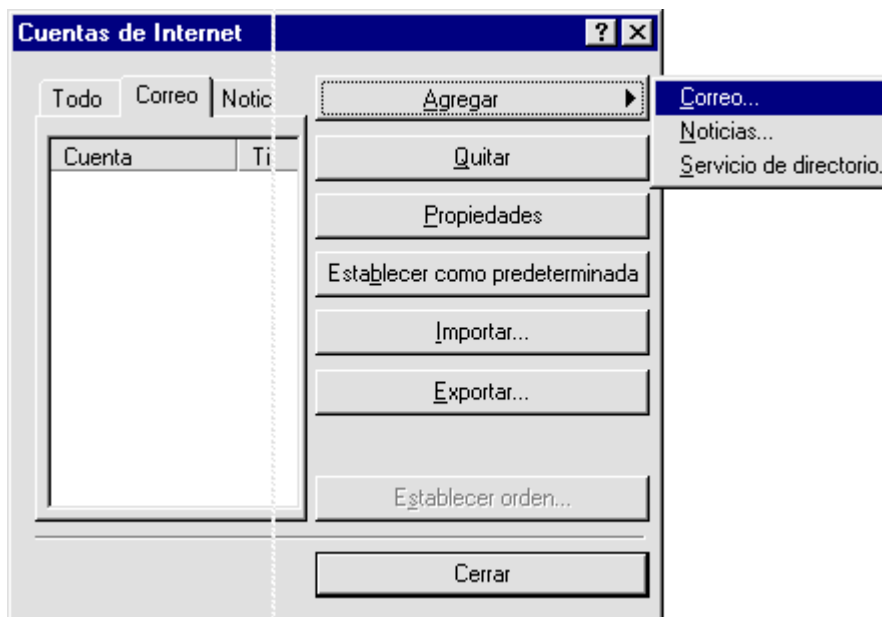 Cuentas de Internet
Todo Correo Notic
Cuenta Ti
Agregar
Quitar
Propiedades
Establecer como predeterminada
Importar...
Exportar...
Establecer orden...
Cerrar
Correo...
Noticias...
Servicio de directorio.